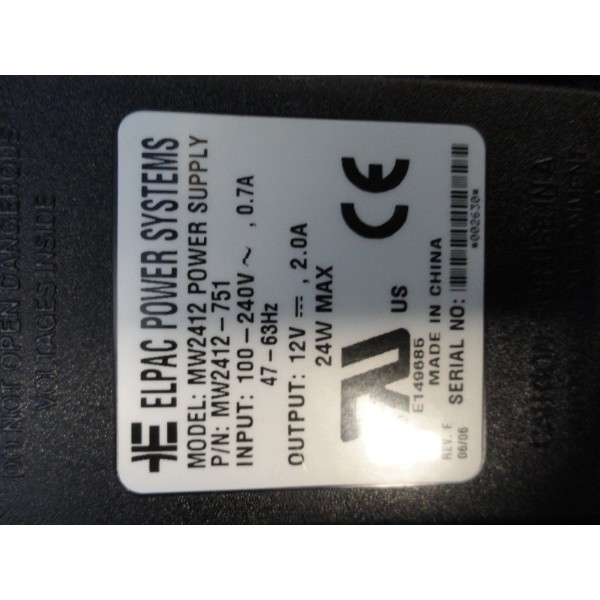 DO NOT OPEN DANGEROUS
VOLTAGES INSIDE
ELPAC POWER SYSTEMS
MODEL: MW2412 POWER SUPPLY
P/N: MW2412-751
INPUT: 100-240V ~ , 0.7A
47-63Hz
OUTPUT: 12V ⎓ , 2.0A
24W MAX
CE
US
E149685
MADE IN CHINA
REV. E
06/06
SERIAL NO:
*002630*